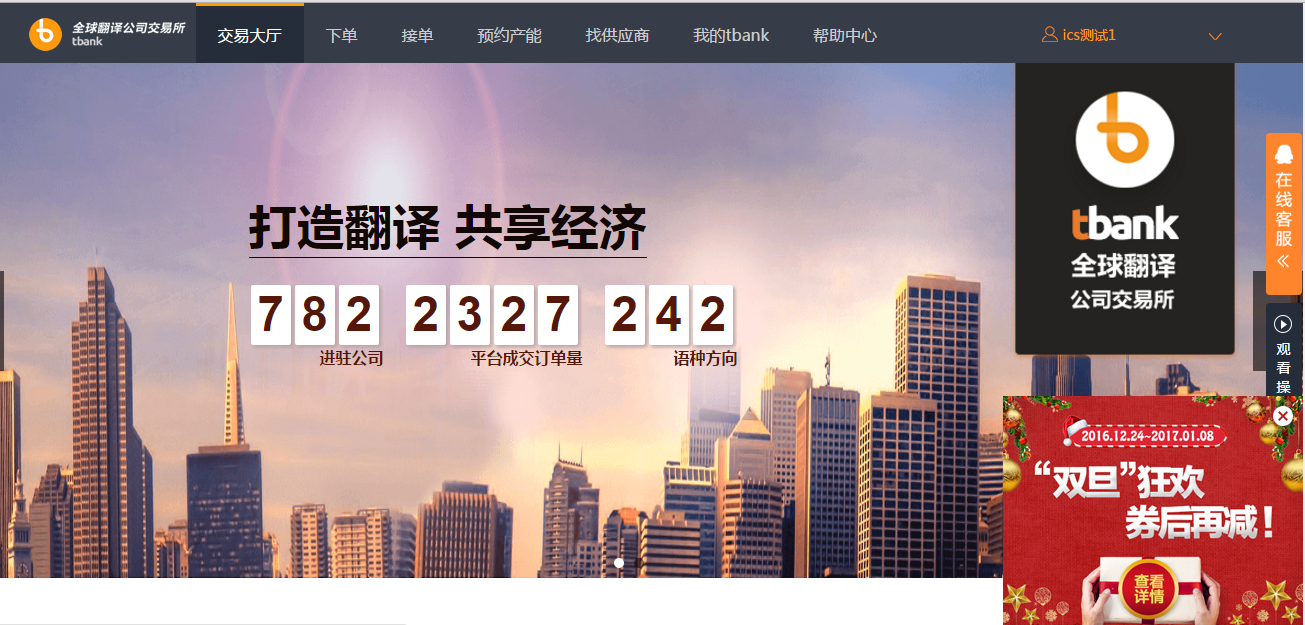 全球翻译公司交易所
tbank
交易大厅
下单
接单
预约产能
找供应商
我的tbank
帮助中心
ics测试1
tbank
全球翻译
公司交易所
在线客服
«
打造翻译 共享经济
782 2327 242
进驻公司 平台成交订单量 语种方向
观看操
2016.12.24~2017.01.08
“双旦”狂欢
券后再减！
查看
详情